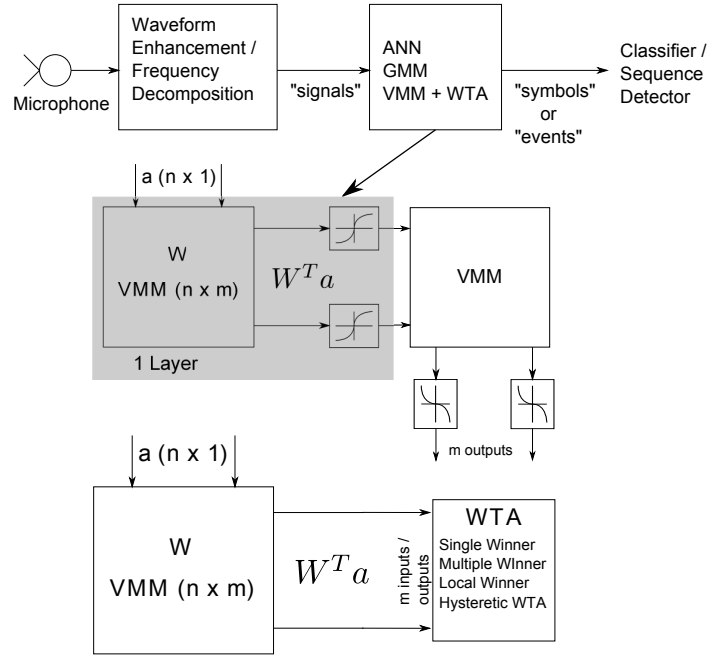 Waveform
Enhancement /
Frequency
Decomposition
Microphone
"signals"
ANN
GMM
VMM + WTA
"symbols"
or
"events"
Classifier /
Sequence
Detector
a (n x 1)
W
VMM (n x m)
W^T a
1 Layer
VMM
m outputs
a (n x 1)
W
VMM (n x m)
W^T a
m inputs /
outputs
WTA
Single Winner
Multiple WInner
Local Winner
Hysteretic WTA